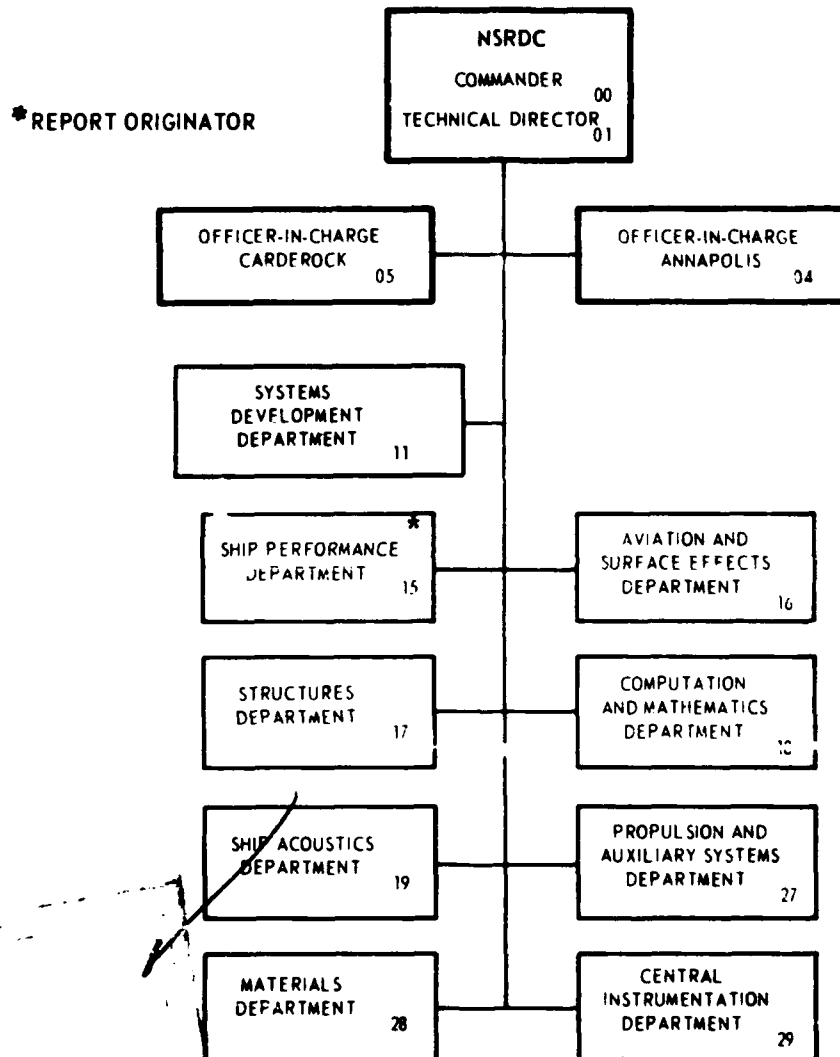 NSRDC
COMMANDER 00
TECHNICAL DIRECTOR 01
*REPORT ORIGINATOR
OFFICER-IN-CHARGE
CARDEROCK 05
OFFICER-IN-CHARGE
ANNAPOLIS 04
SYSTEMS
DEVELOPMENT
DEPARTMENT 11
*
SHIP PERFORMANCE
DEPARTMENT 15
AVIATION AND
SURFACE EFFECTS
DEPARTMENT 16
STRUCTURES
DEPARTMENT 17
COMPUTATION
AND MATHEMATICS
DEPARTMENT
SHIP ACOUSTICS
DEPARTMENT 19
PROPULSION AND
AUXILIARY SYSTEMS
DEPARTMENT 27
MATERIALS
DEPARTMENT 28
CENTRAL
INSTRUMENTATION
DEPARTMENT 29